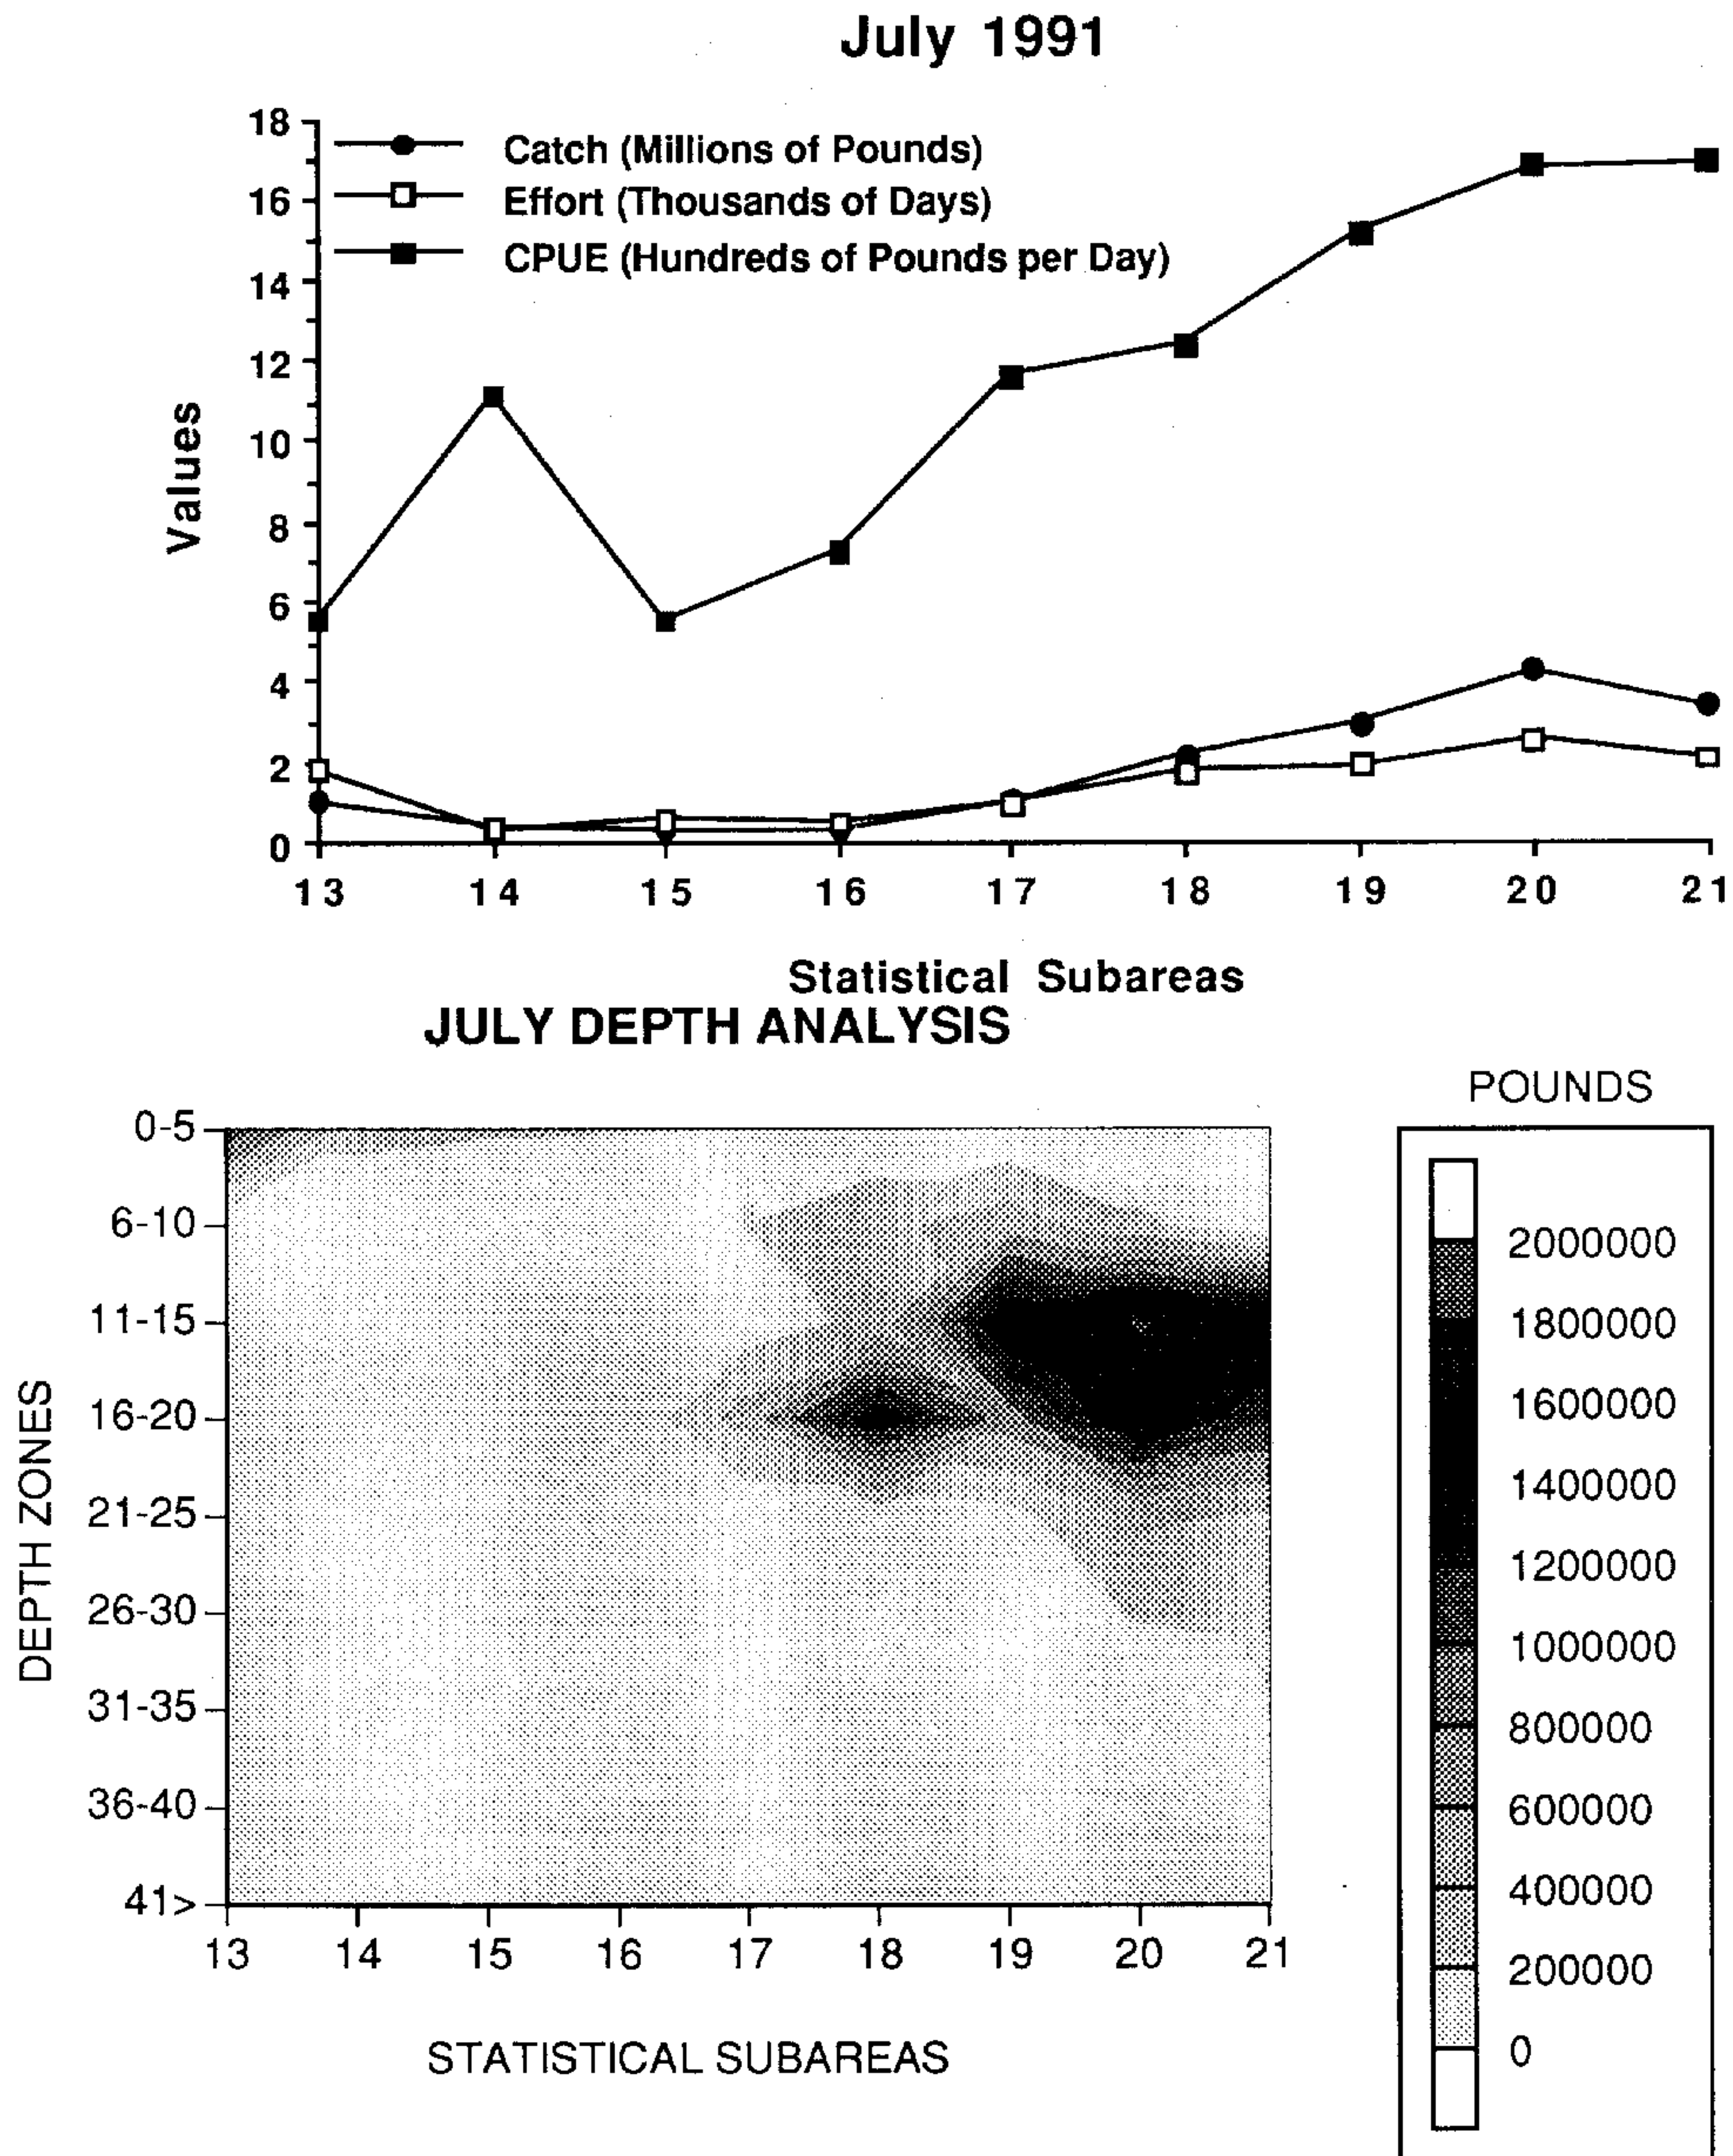 July 1991
18
16
14
12
10
8
6
4
2
0
Values
Catch (Millions of Pounds)
Effort (Thousands of Days)
CPUE (Hundreds of Pounds per Day)
13 14 15 16 17 18 19 20 21
Statistical Subareas
JULY DEPTH ANALYSIS
DEPTH ZONES
0-5
6-10
11-15
16-20
21-25
26-30
31-35
36-40
41>
13 14 15 16 17 18 19 20 21
STATISTICAL SUBAREAS
POUNDS
2000000
1800000
1600000
1400000
1200000
1000000
800000
600000
400000
200000
0